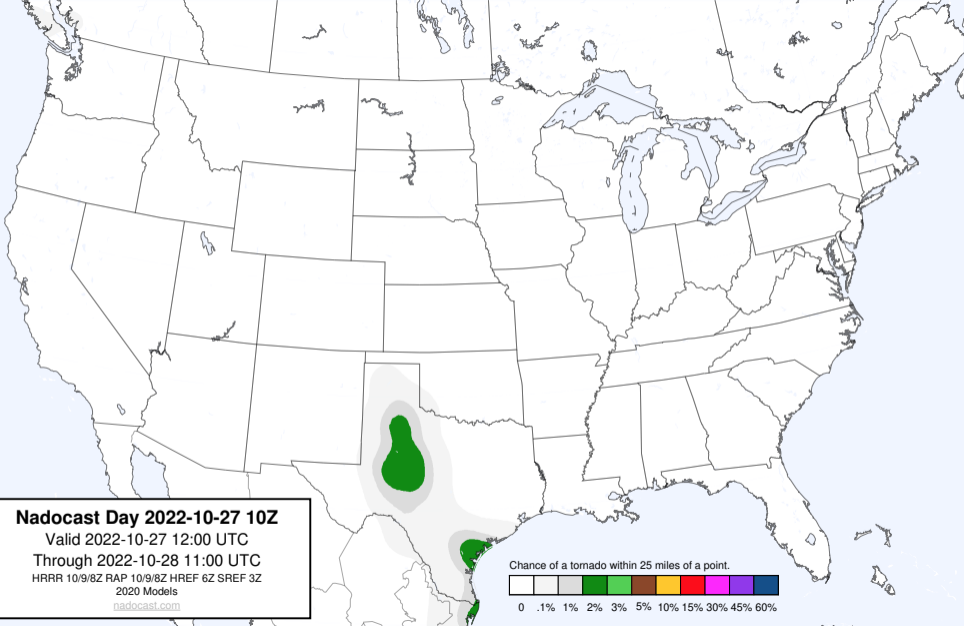 Nadocast Day 2022-10-27 10Z
Valid 2022-10-27 12:00 UTC
Through 2022-10-28 11:00 UTC
HRRR 10/9/8Z RAP 10/9/8Z HREF 6Z SREF 3Z
2020 Models
nadocast.com
Chance of a tornado within 25 miles of a point.
0 .1% 1% 2% 3% 5% 10% 15% 30% 45% 60%